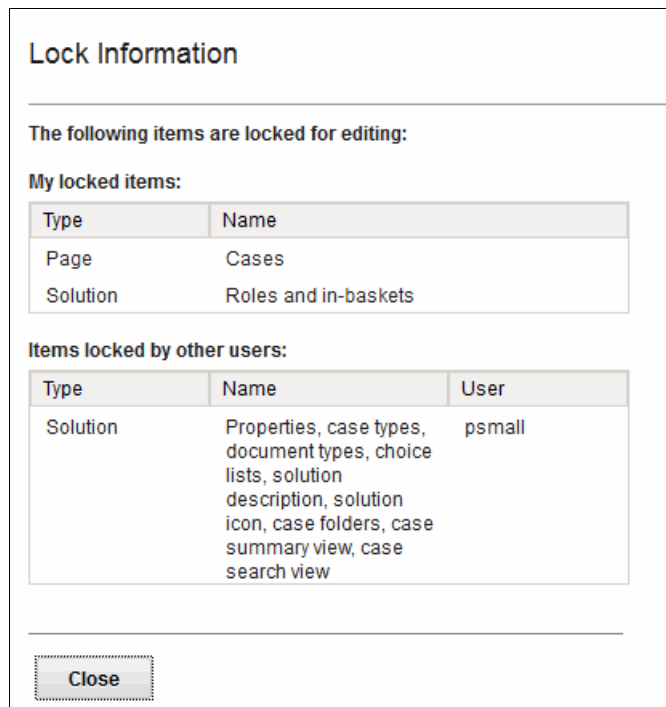 Lock Information
The following items are locked for editing:
My locked items:
Type Name
Page Cases
Solution Roles and in-baskets
Items locked by other users:
Type Name User
Solution Properties, case types, psmall
document types, choice
lists, solution
description, solution
icon, case folders, case
summary view, case
search view
Close